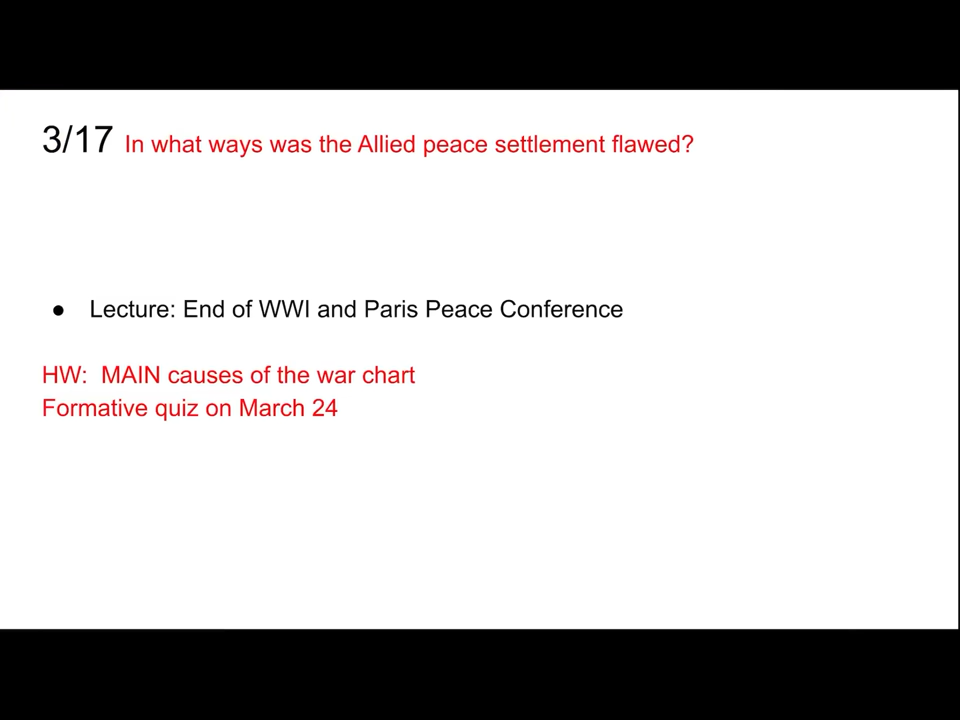 3/17 In what ways was the Allied peace settlement flawed?
● Lecture: End of WWI and Paris Peace Conference
HW:  MAIN causes of the war chart
Formative quiz on March 24